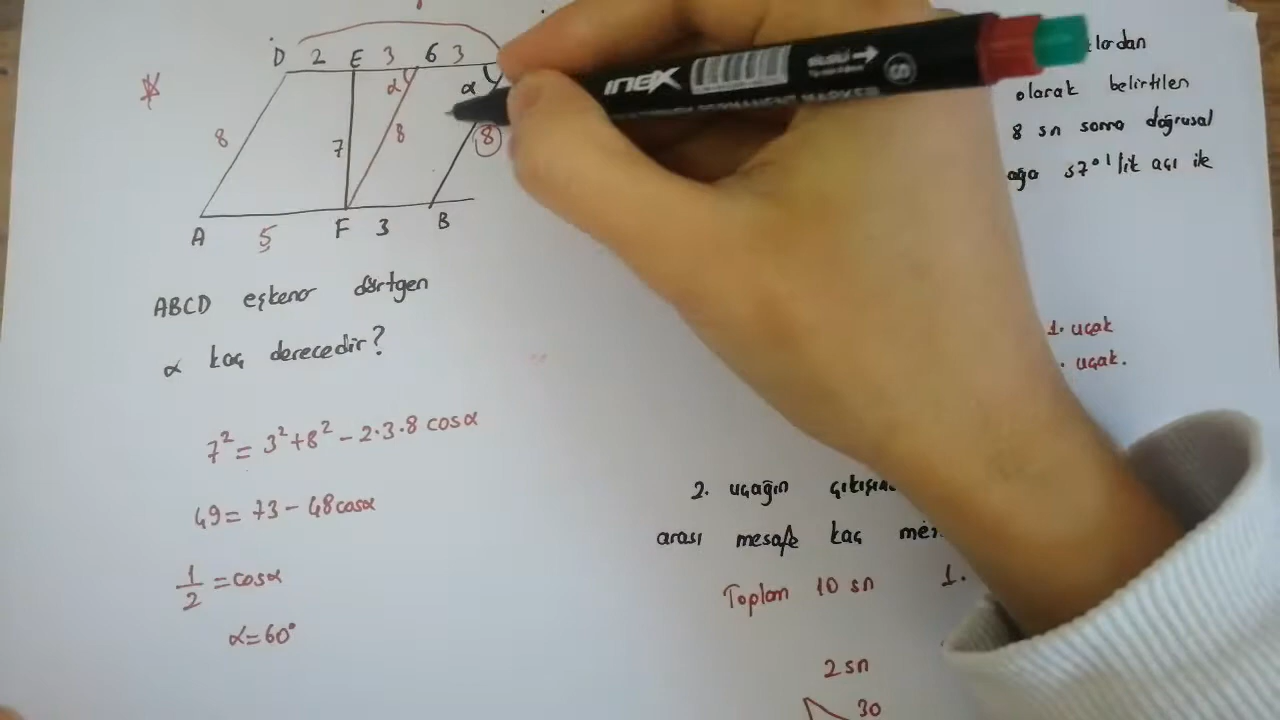 D 2 E 3 6 3
α α
8 7 8 8
A 5 F 3 B
ABCD eşkenar dörtgen
α kaç derecedir?
7² = 3² + 8² - 2·3·8 cosα
49 = 73 - 48cosα
1/2 = cosα
α = 60°
ıneX
olarak belirtilen
8 sn sonra doğrusal
57°'lik açı ile
1. uçak
uçak.
2. uçağın
arası mesafe kaç
Toplam 10 sn 1.
2 sn
30